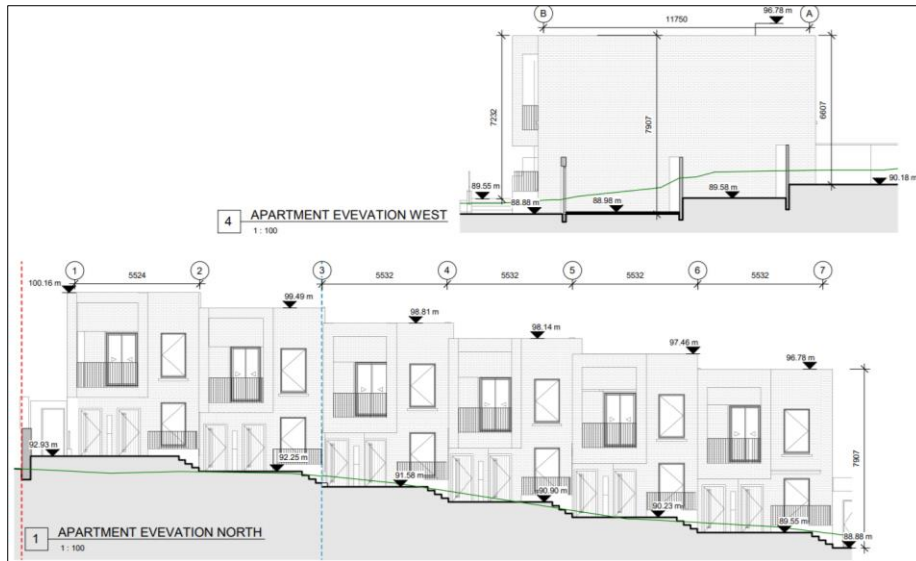 B
11750
96.78 m
A
7232
7907
6607
89.55 m
88.88 m
88.98 m
89.58 m
90.18 m
4 APARTMENT EVEVATION WEST
1 : 100
1
5524
2
3
5532
4
5532
5
5532
6
5532
7
100.16 m
99.49 m
98.81 m
98.14 m
97.46 m
96.78 m
7907
92.93 m
92.25 m
91.58 m
90.90 m
90.23 m
89.55 m
88.88 m
1 APARTMENT EVEVATION NORTH
1 : 100